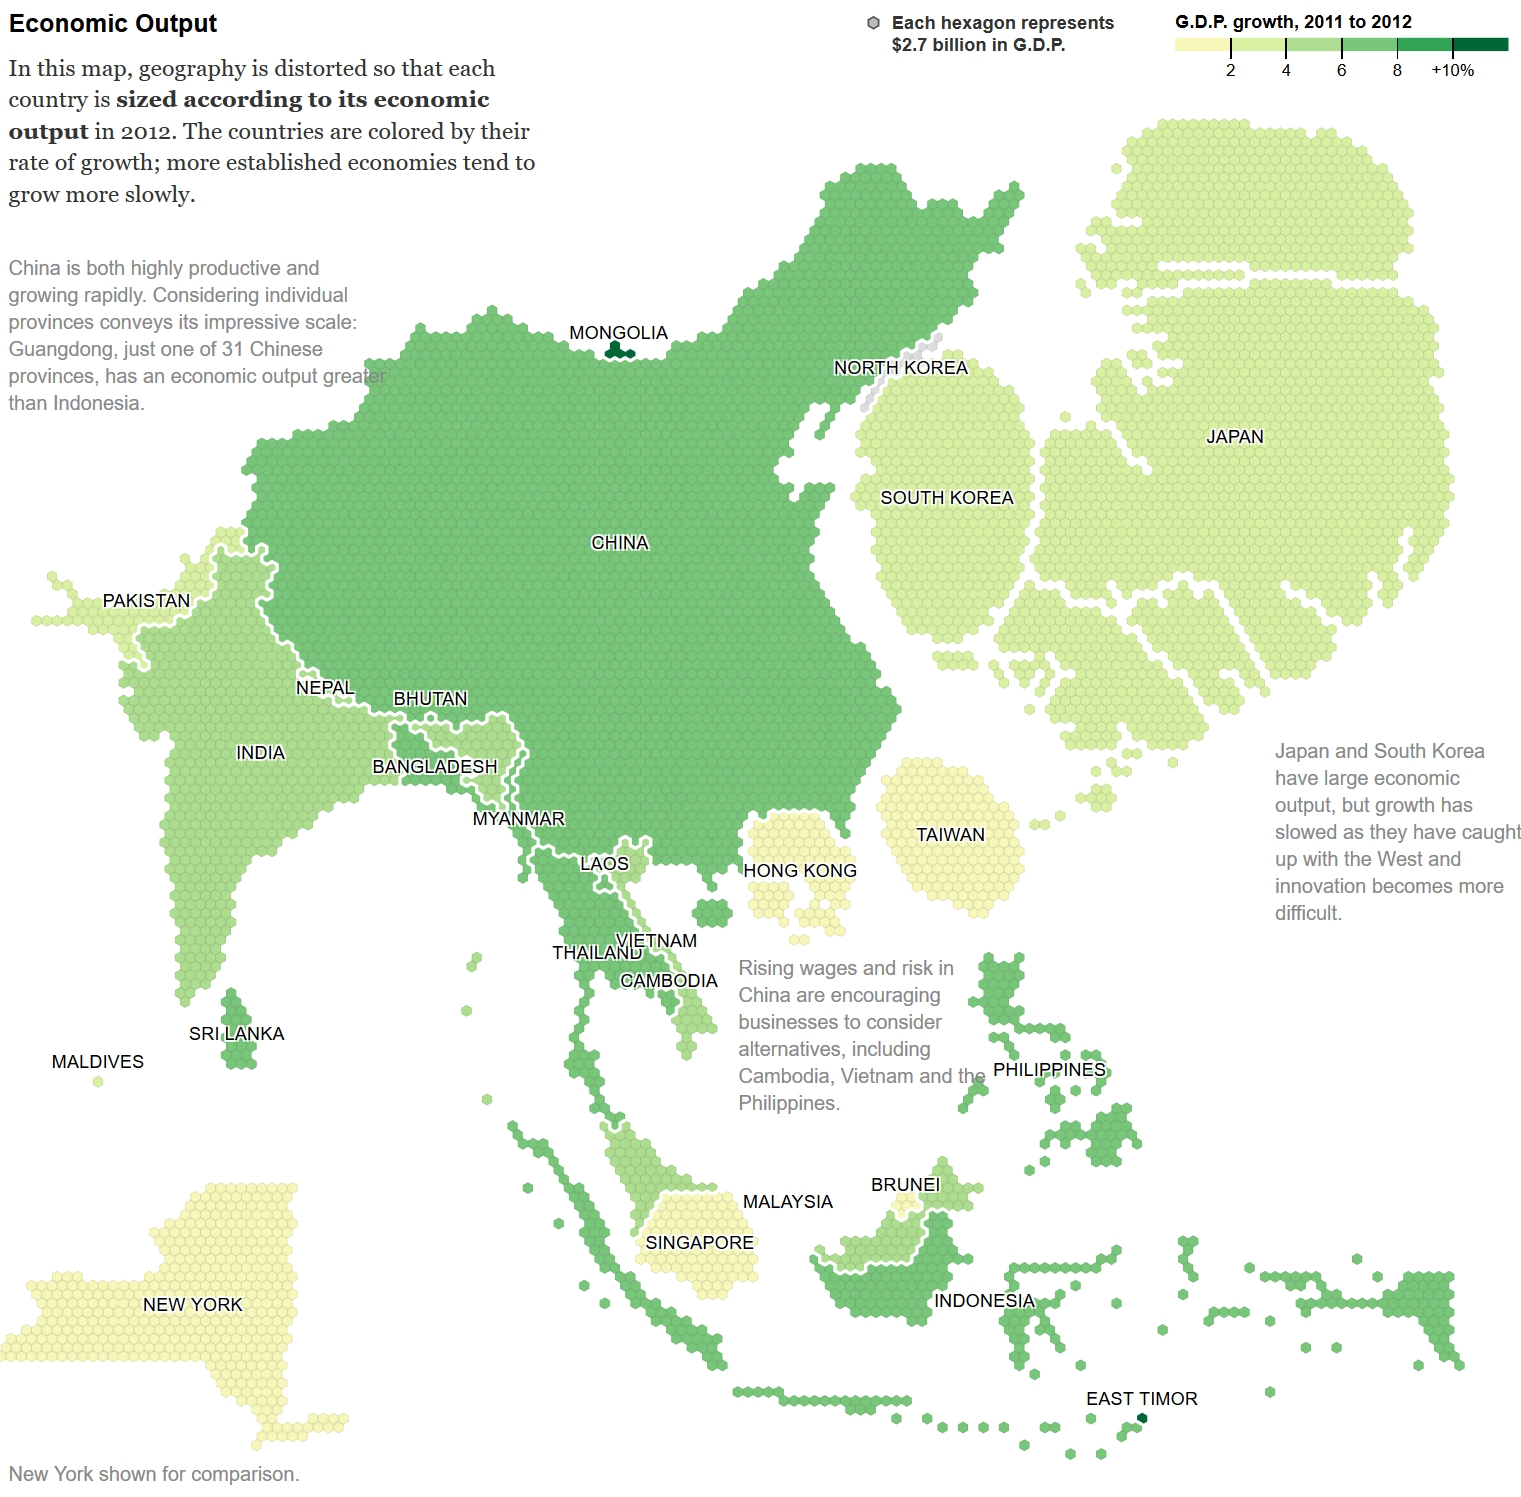 Economic Output
In this map, geography is distorted so that each
country is sized according to its economic
output in 2012. The countries are colored by their
rate of growth; more established economies tend to
grow more slowly.
Each hexagon represents
$2.7 billion in G.D.P.
G.D.P. growth, 2011 to 2012
2 4 6 8 +10%
China is both highly productive and
growing rapidly. Considering individual
provinces conveys its impressive scale:
Guangdong, just one of 31 Chinese
provinces, has an economic output greater
than Indonesia.
MONGOLIA
NORTH KOREA
JAPAN
SOUTH KOREA
CHINA
PAKISTAN
NEPAL
BHUTAN
INDIA
BANGLADESH
MYANMAR
TAIWAN
LAOS
HONG KONG
Japan and South Korea
have large economic
output, but growth has
slowed as they have caught
up with the West and
innovation becomes more
difficult.
VIETNAM
THAILAND
CAMBODIA
Rising wages and risk in
China are encouraging
businesses to consider
alternatives, including
Cambodia, Vietnam and the
Philippines.
SRI LANKA
MALDIVES
PHILIPPINES
BRUNEI
MALAYSIA
SINGAPORE
INDONESIA
NEW YORK
EAST TIMOR
New York shown for comparison.